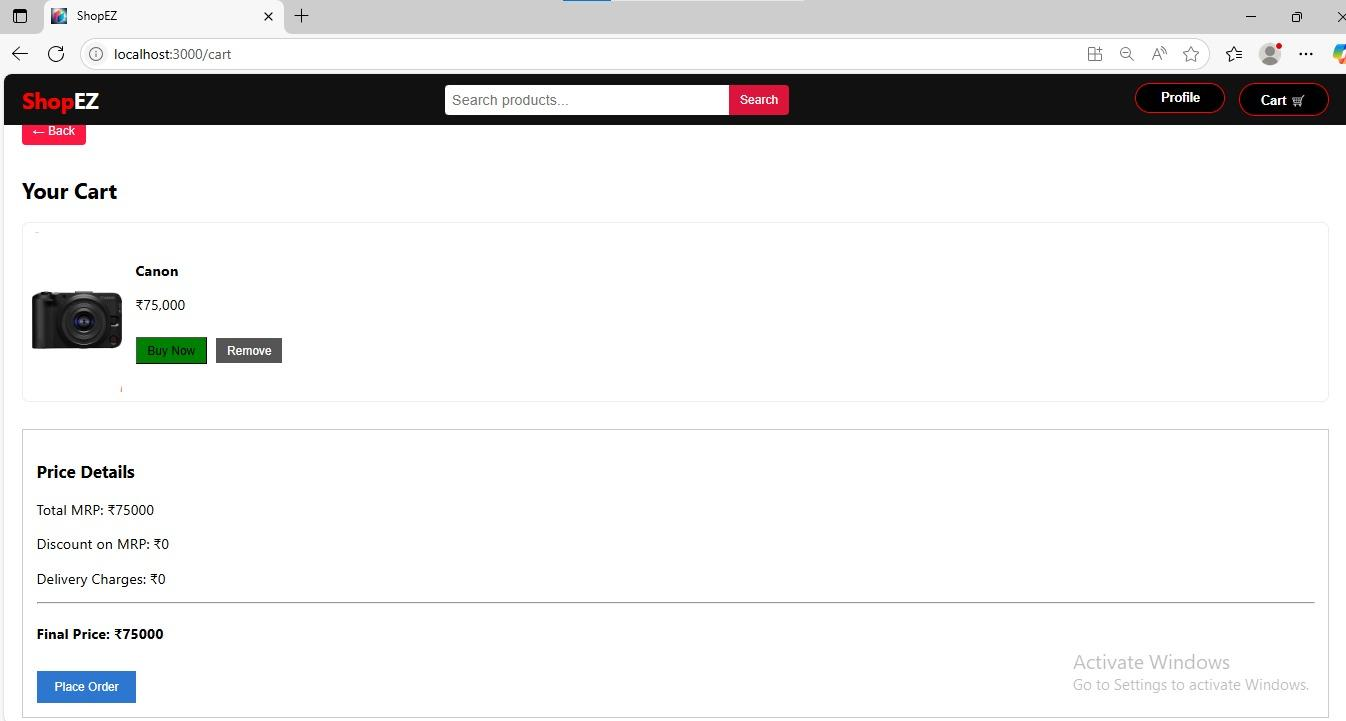 ShopEZ
localhost:3000/cart
ShopEZ
Search products...
Search
Profile
Cart 🛒
← Back
Your Cart
Canon
₹75,000
Buy Now
Remove
Price Details
Total MRP: ₹75000
Discount on MRP: ₹0
Delivery Charges: ₹0
Final Price: ₹75000
Place Order
Activate Windows
Go to Settings to activate Windows.